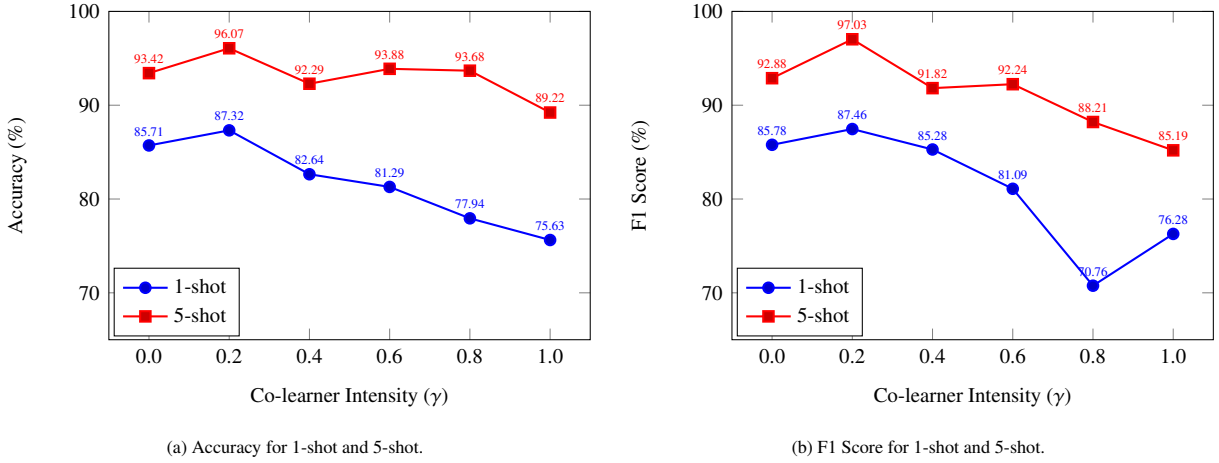 100
90
80
70
Accuracy (%)
93.42
96.07
92.29
93.88
93.68
89.22
85.71
87.32
82.64
81.29
77.94
75.63
1-shot
5-shot
0.0 0.2 0.4 0.6 0.8 1.0
Co-learner Intensity (γ)
(a) Accuracy for 1-shot and 5-shot.
100
90
80
70
F1 Score (%)
92.88
97.03
91.82
92.24
88.21
85.19
85.78
87.46
85.28
81.09
70.76
76.28
1-shot
5-shot
0.0 0.2 0.4 0.6 0.8 1.0
Co-learner Intensity (γ)
(b) F1 Score for 1-shot and 5-shot.